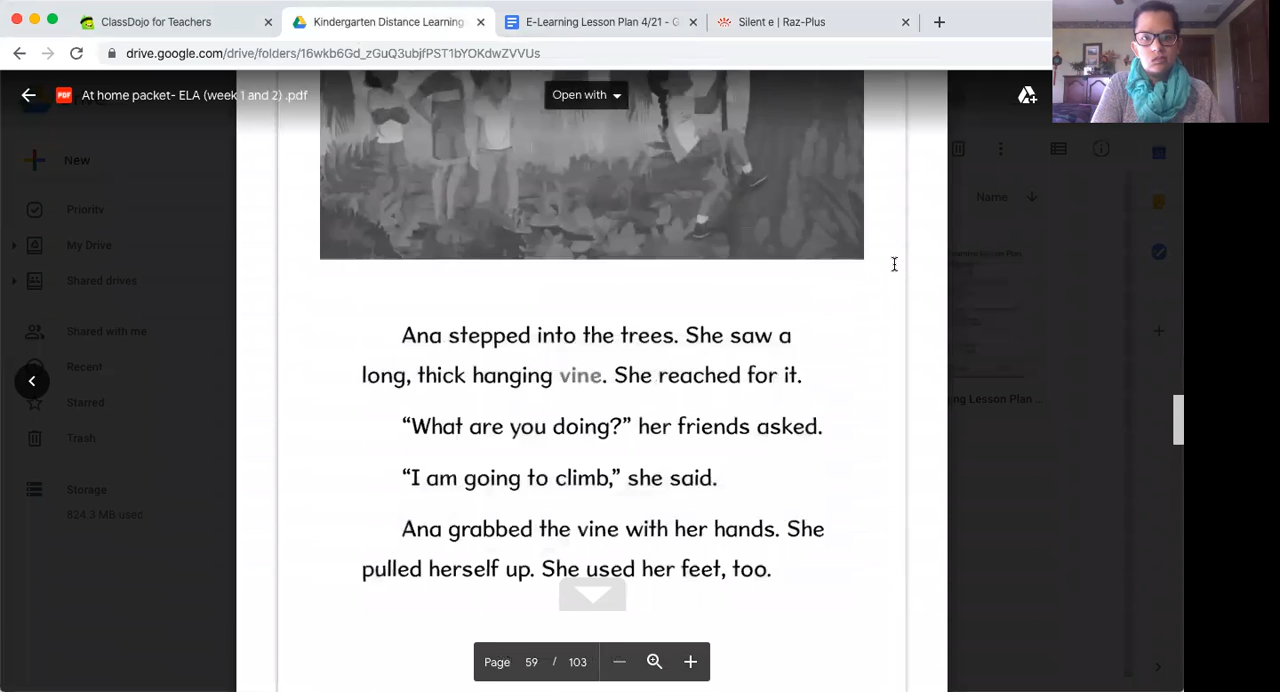 ClassDojo for Teachers
Kindergarten Distance Learning
E-Learning Lesson Plan 4/21 - G
Silent e | Raz-Plus
drive.google.com/drive/folders/16wkb6Gd_zGuQ3ubjfPST1bYOKdwZVVUs
PDF At home packet- ELA (week 1 and 2) .pdf
Open with
New
Priority
My Drive
Shared drives
Shared with me
Recent
Starred
Trash
Storage
824.3 MB used
Name
Ana stepped into the trees. She saw a
long, thick hanging vine. She reached for it.
“What are you doing?” her friends asked.
“I am going to climb,” she said.
Ana grabbed the vine with her hands. She
pulled herself up. She used her feet, too.
ng Lesson Plan ...
Page 59 / 103